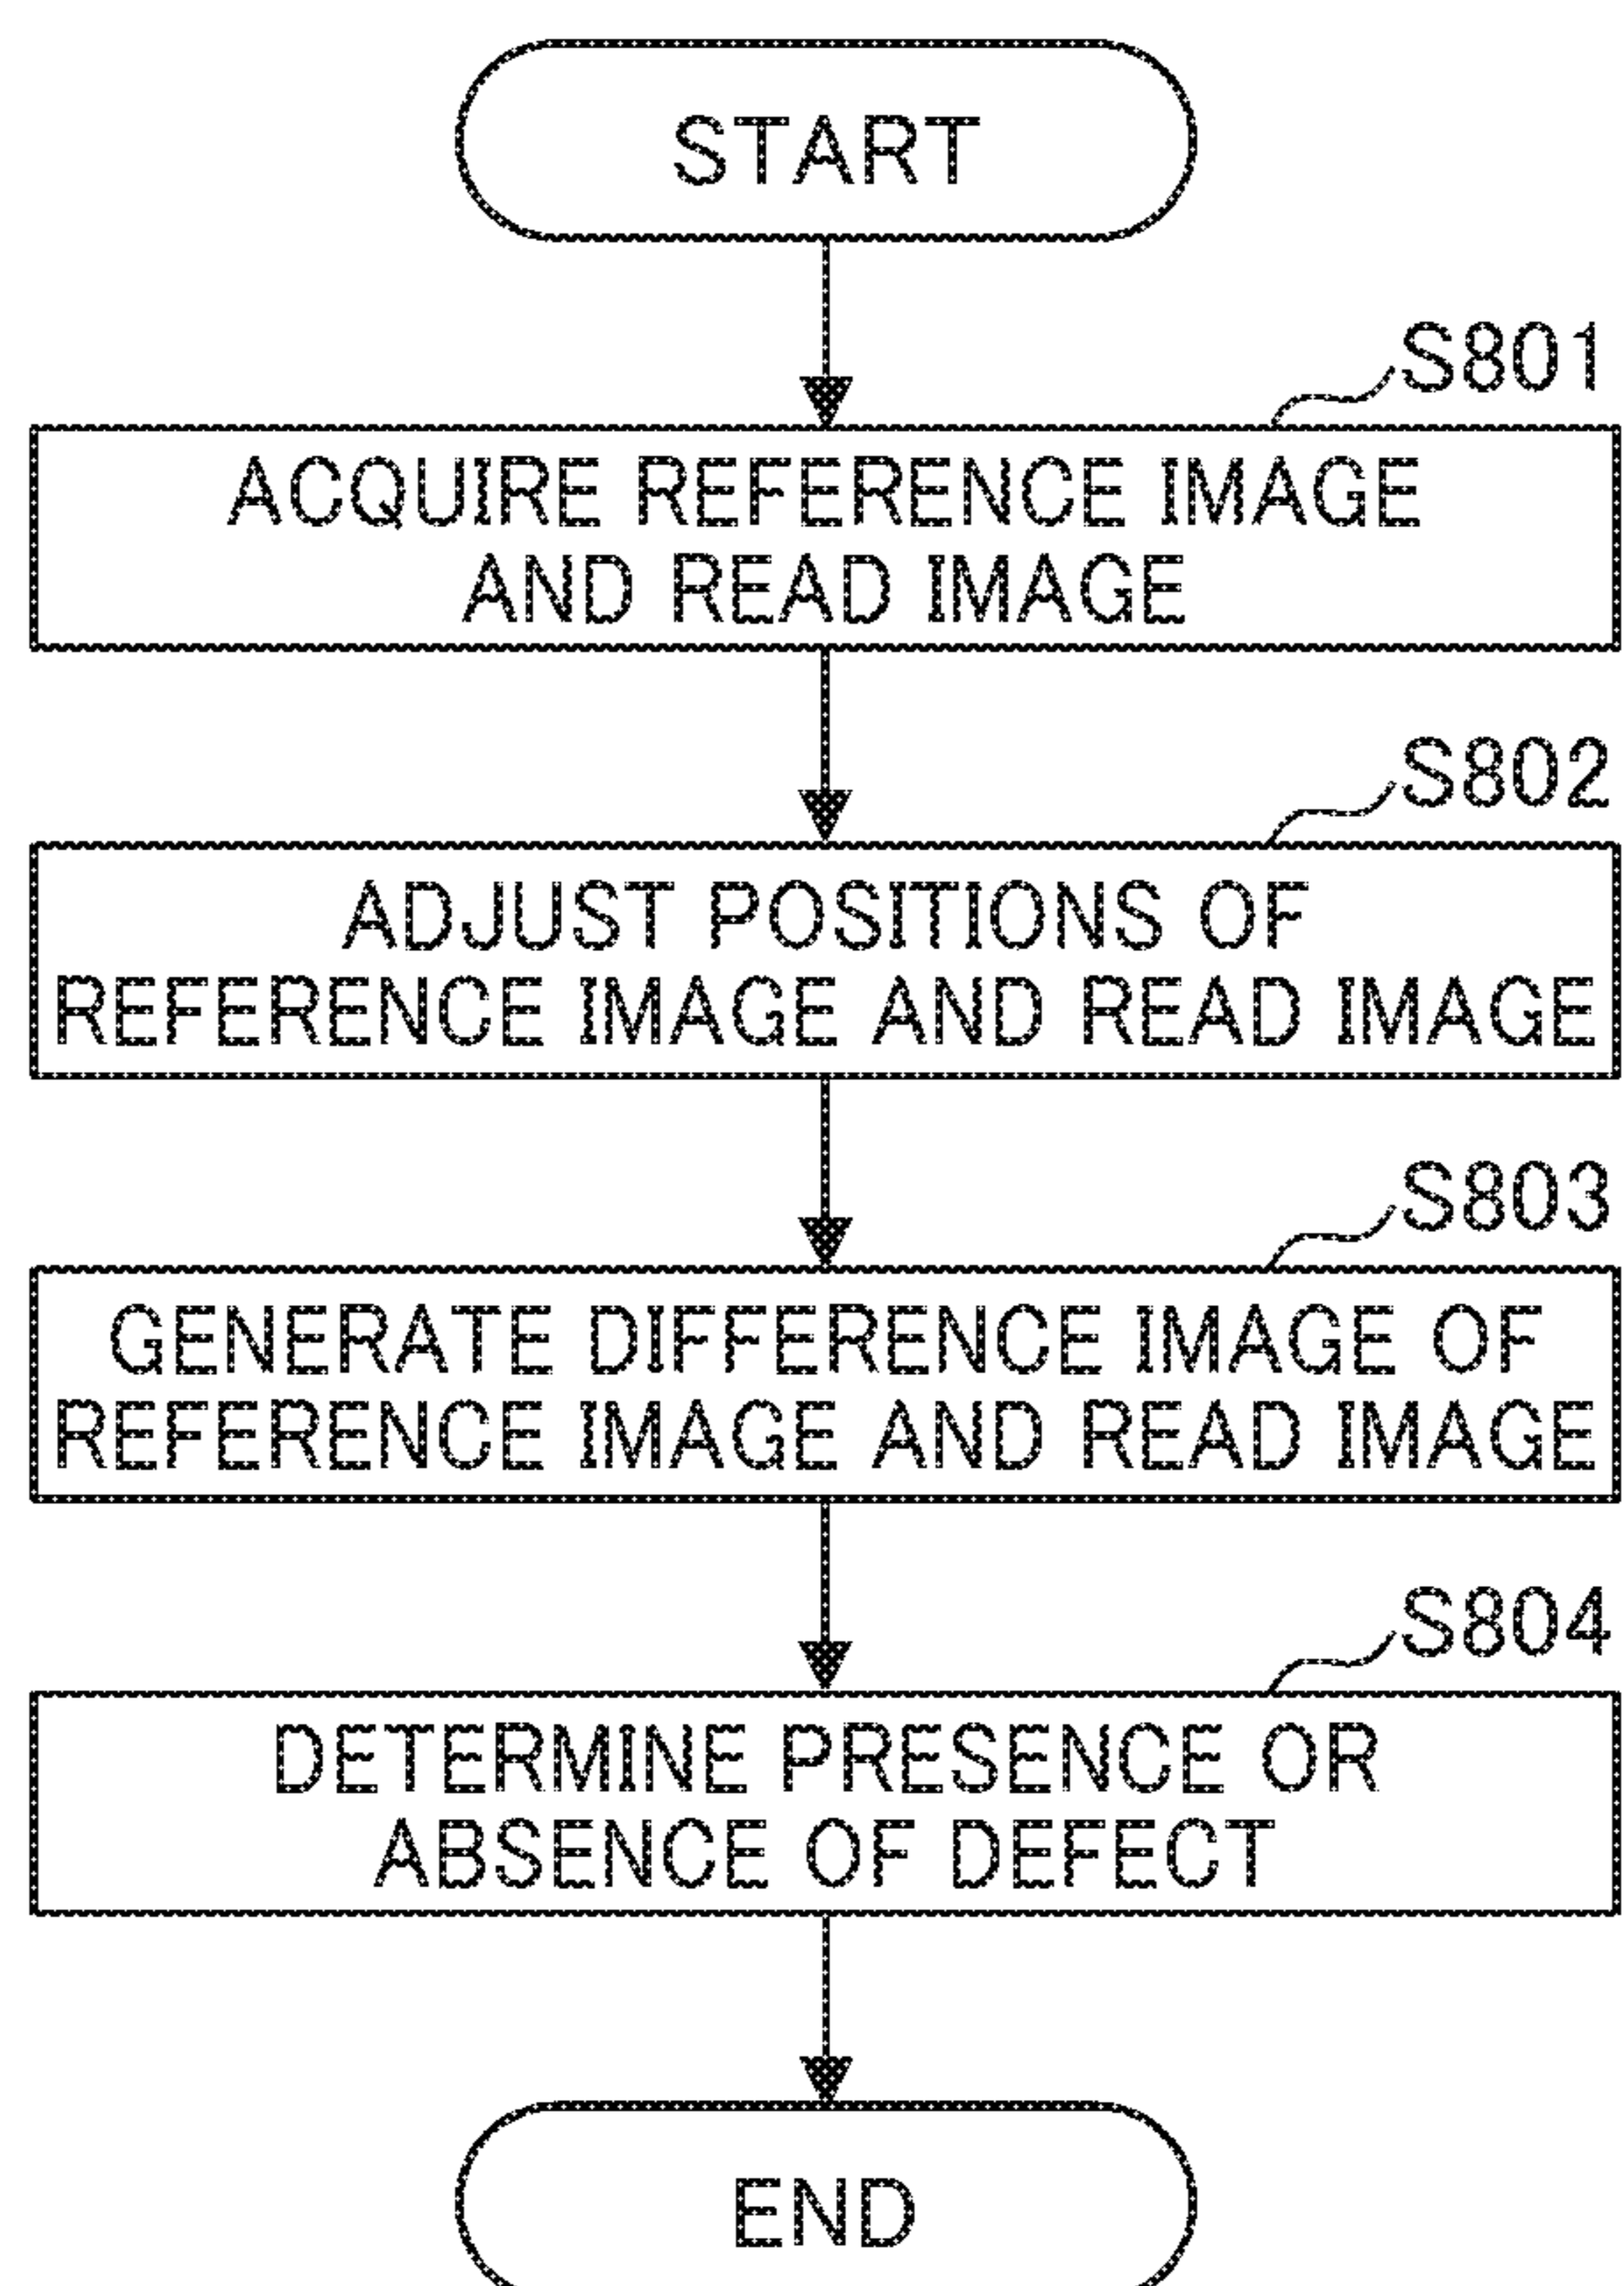 START
S801
ACQUIRE REFERENCE IMAGE
AND READ IMAGE
S802
ADJUST POSITIONS OF
REFERENCE IMAGE AND READ IMAGE
S803
GENERATE DIFFERENCE IMAGE OF
REFERENCE IMAGE AND READ IMAGE
S804
DETERMINE PRESENCE OR
ABSENCE OF DEFECT
END